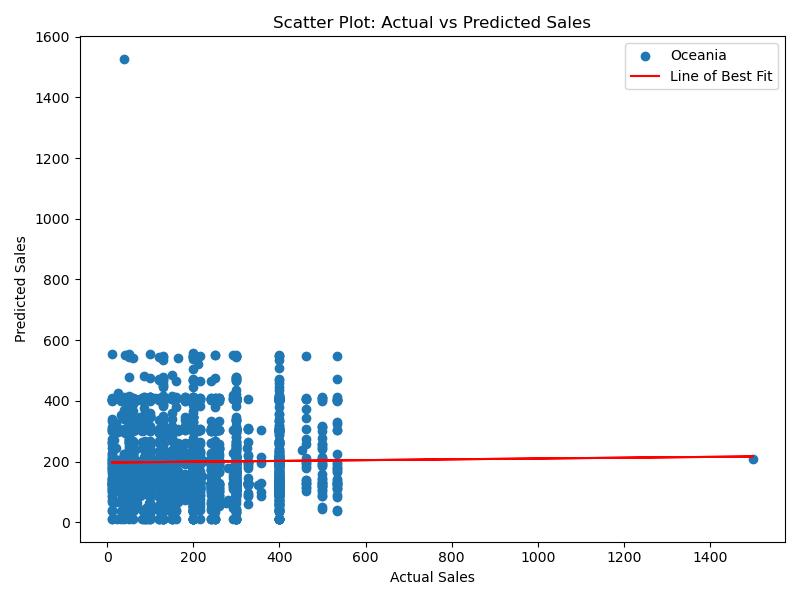 Scatter Plot: Actual vs Predicted Sales
Oceania
Line of Best Fit
Predicted Sales
1600
1400
1200
1000
800
600
400
200
0
0 200 400 600 800 1000 1200 1400
Actual Sales